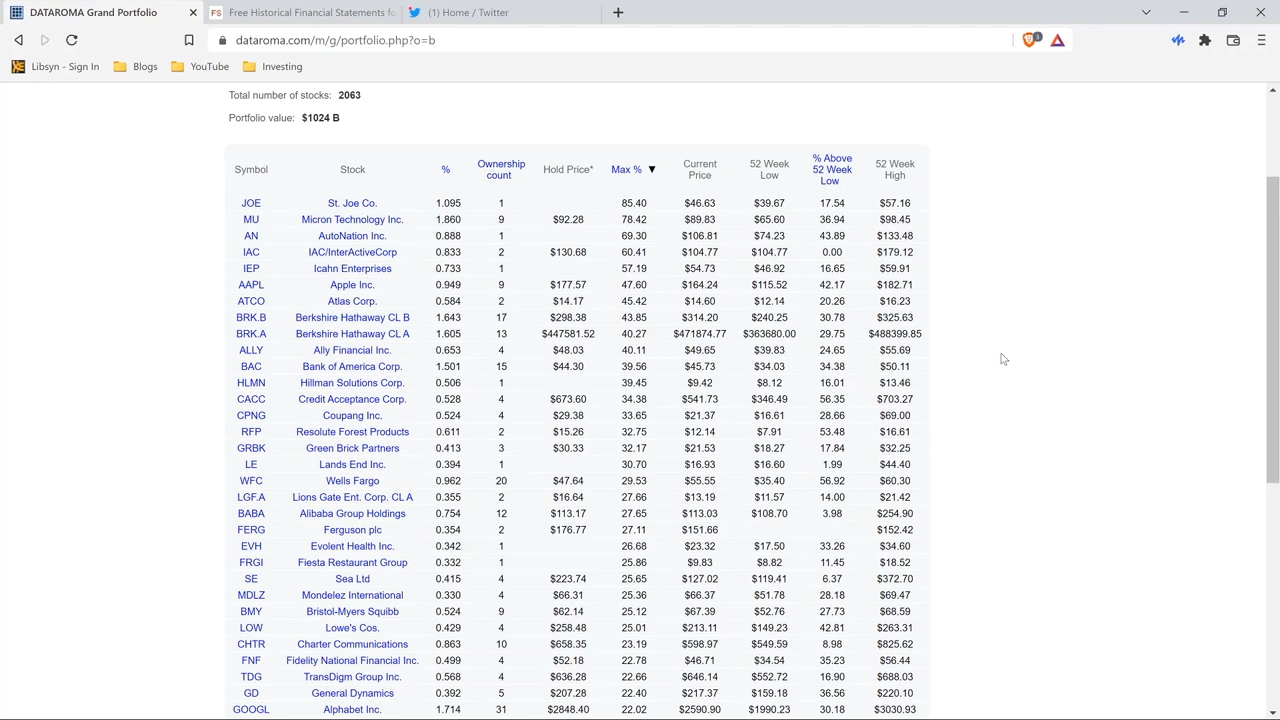 DATAROMA Grand Portfolio Free Historical Financial Statements fo (1) Home / Twitter
dataroma.com/m/g/portfolio.php?o=b 3
Libsyn - Sign In Blogs YouTube Investing
Total number of stocks: 2063
Portfolio value: $1024 B
Symbol Stock % Ownership count Hold Price* Max % ▼ Current Price 52 Week Low % Above 52 Week Low 52 Week High
JOE St. Joe Co. 1.095 1 85.40 $46.63 $39.67 17.54 $57.16
MU Micron Technology Inc. 1.860 9 $92.28 78.42 $89.83 $65.60 36.94 $98.45
AN AutoNation Inc. 0.888 1 69.30 $106.81 $74.23 43.89 $133.48
IAC IAC/InterActiveCorp 0.833 2 $130.68 60.41 $104.77 $104.77 0.00 $179.12
IEP Icahn Enterprises 0.733 1 57.19 $54.73 $46.92 16.65 $59.91
AAPL Apple Inc. 0.949 9 $177.57 47.60 $164.24 $115.52 42.17 $182.71
ATCO Atlas Corp. 0.584 2 $14.17 45.42 $14.60 $12.14 20.26 $16.23
BRK.B Berkshire Hathaway CL B 1.643 17 $298.38 43.85 $314.20 $240.25 30.78 $325.63
BRK.A Berkshire Hathaway CL A 1.605 13 $447581.52 40.27 $471874.77 $363680.00 29.75 $488399.85
ALLY Ally Financial Inc. 0.653 4 $48.03 40.11 $49.65 $39.83 24.65 $55.69
BAC Bank of America Corp. 1.501 15 $44.30 39.56 $45.73 $34.03 34.38 $50.11
HLMN Hillman Solutions Corp. 0.506 1 39.45 $9.42 $8.12 16.01 $13.46
CACC Credit Acceptance Corp. 0.528 4 $673.60 34.38 $541.73 $346.49 56.35 $703.27
CPNG Coupang Inc. 0.524 4 $29.38 33.65 $21.37 $16.61 28.66 $69.00
RFP Resolute Forest Products 0.611 2 $15.26 32.75 $12.14 $7.91 53.48 $16.61
GRBK Green Brick Partners 0.413 3 $30.33 32.17 $21.53 $18.27 17.84 $32.25
LE Lands End Inc. 0.394 1 30.70 $16.93 $16.60 1.99 $44.40
WFC Wells Fargo 0.962 20 $47.64 29.53 $55.55 $35.40 56.92 $60.30
LGF.A Lions Gate Ent. Corp. CL A 0.355 2 $16.64 27.66 $13.19 $11.57 14.00 $21.42
BABA Alibaba Group Holdings 0.754 12 $113.17 27.65 $113.03 $108.70 3.98 $254.90
FERG Ferguson plc 0.354 2 $176.77 27.11 $151.66 $152.42
EVH Evolent Health Inc. 0.342 1 26.68 $23.32 $17.50 33.26 $34.60
FRGI Fiesta Restaurant Group 0.332 1 25.86 $9.83 $8.82 11.45 $18.52
SE Sea Ltd 0.415 4 $223.74 25.65 $127.02 $119.41 6.37 $372.70
MDLZ Mondelez International 0.330 4 $66.31 25.36 $66.37 $51.78 28.18 $69.47
BMY Bristol-Myers Squibb 0.524 9 $62.14 25.12 $67.39 $52.76 27.73 $68.59
LOW Lowe's Cos. 0.429 4 $258.48 25.01 $213.11 $149.23 42.81 $263.31
CHTR Charter Communications 0.863 10 $658.35 23.19 $598.97 $549.59 8.98 $825.62
FNF Fidelity National Financial Inc. 0.499 4 $52.18 22.78 $46.71 $34.54 35.23 $56.44
TDG TransDigm Group Inc. 0.568 4 $636.28 22.66 $646.14 $552.72 16.90 $688.03
GD General Dynamics 0.392 5 $207.28 22.40 $217.37 $159.18 36.56 $220.10
GOOGL Alphabet Inc. 1.714 31 $2848.40 22.02 $2590.90 $1990.23 30.18 $3030.93